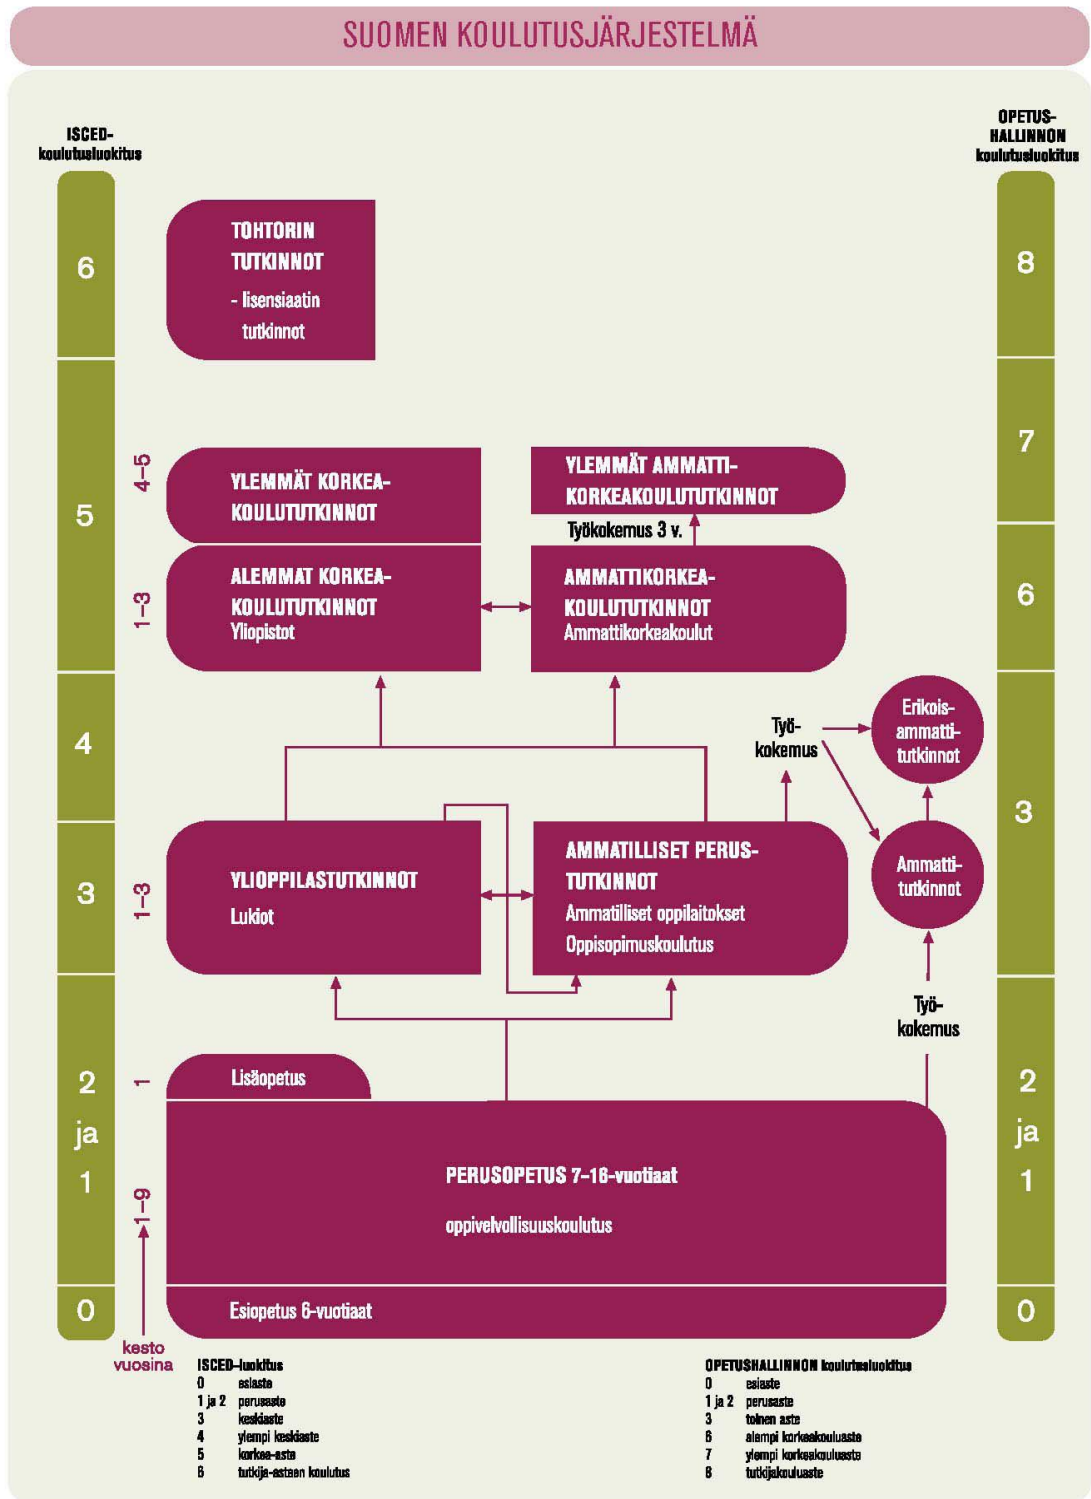 SUOMEN KOULUTUSJÄRJESTELMÄ
ISCED-
koulutusluokitus
OPETUS-
HALLINNON
koulutusluokitus
6
TOHTORIN
TUTKINNOT
- lisensiaatin
tutkinnot
8
5
4–5
YLEMMÄT KORKEA-
KOULUTUTKINNOT
YLEMMÄT AMMATTI-
KORKEAKOULUTUTKINNOT
7
Työkokemus 3 v.
1–3
ALEMMAT KORKEA-
KOULUTUTKINNOT
Yliopistot
AMMATTIKORKEA-
KOULUTUTKINNOT
Ammattikorkeakoulut
6
4
Työ-
kokemus
Erikois-
ammatti-
tutkinnot
3
3
1–3
YLIOPPILASTUTKINNOT
Lukiot
AMMATILLISET PERUS-
TUTKINNOT
Ammatilliset oppilaitokset
Oppisopimuskoulutus
Ammatti-
tutkinnot
Työ-
kokemus
2
ja
1
1
Lisäopetus
2
ja
1
1–9
PERUSOPETUS 7–16-vuotiaat
oppivelvollisuuskoulutus
0
Esiopetus 6-vuotiaat
0
kesto
vuosina
ISCED-luokitus
0 esiaste
1 ja 2 perusaste
3 keskiaste
4 ylempi keskiaste
5 korkea-aste
6 tutkija-asteen koulutus
OPETUSHALLINNON koulutusluokitus
0 esiaste
1 ja 2 perusaste
3 toinen aste
6 alempi korkeakouluaste
7 ylempi korkeakouluaste
8 tutkijakouluaste